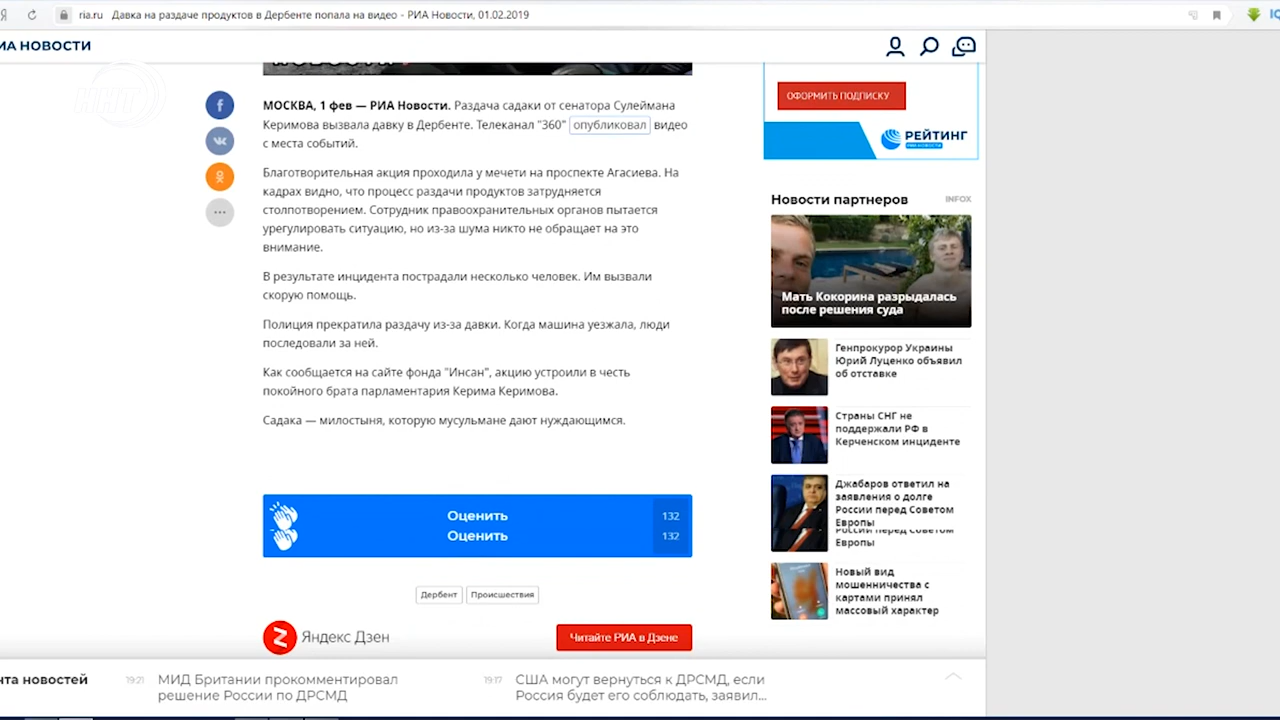 Я
ria.ru Давка на раздаче продуктов в Дербенте попала на видео - РИА Новости, 01.02.2019
IQ
ИА НОВОСТИ
ННТ
МОСКВА, 1 фев — РИА Новости. Раздача садаки от сенатора Сулеймана
Керимова вызвала давку в Дербенте. Телеканал "360" опубликовал видео
с места событий.
Благотворительная акция проходила у мечети на проспекте Агасиева. На
кадрах видно, что процесс раздачи продуктов затрудняется
столпотворением. Сотрудник правоохранительных органов пытается
урегулировать ситуацию, но из-за шума никто не обращает на это
внимание.
В результате инцидента пострадали несколько человек. Им вызвали
скорую помощь.
Полиция прекратила раздачу из-за давки. Когда машина уезжала, люди
последовали за ней.
Как сообщается на сайте фонда "Инсан", акцию устроили в честь
покойного брата парламентария Керима Керимова.
Садака — милостыня, которую мусульмане дают нуждающимся.
Оценить 132
Оценить 132
Дербент Происшествия
Яндекс Дзен
Читайте РИА в Дзене
ОФОРМИТЬ ПОДПИСКУ
РЕЙТИНГ
РИА НОВОСТИ
Новости партнеров INFOX
Мать Кокорина разрыдалась
после решения суда
Генпрокурор Украины
Юрий Луценко объявил
об отставке
Страны СНГ не
поддержали РФ в
Керченском инциденте
Джабаров ответил на
заявления о долге
России перед Советом
Европы
России перед Советом
Европы
Новый вид
мошенничества с
картами принял
массовый характер
нта новостей
19:21 МИД Британии прокомментировал
решение России по ДРСМД
19:17 США могут вернуться к ДРСМД, если
Россия будет его соблюдать, заявил...